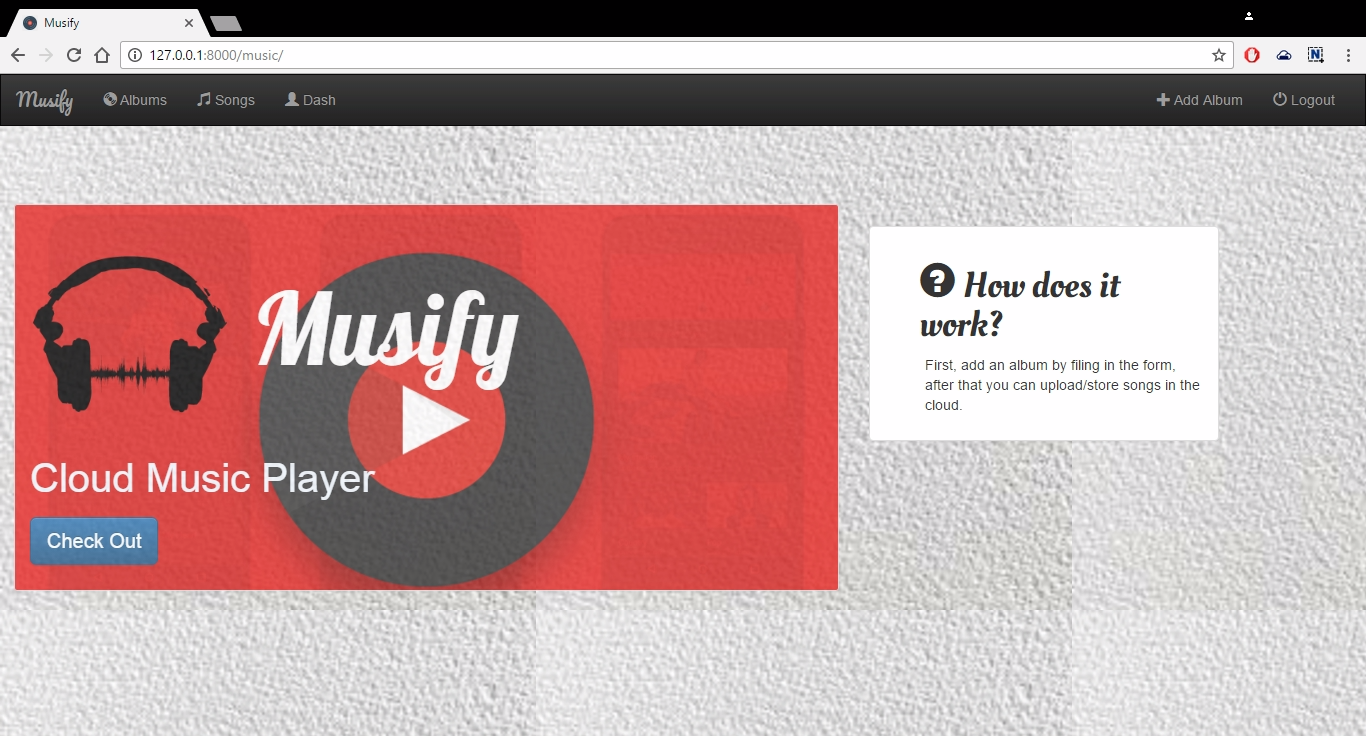 Musify
127.0.0.1:8000/music/
Musify Albums Songs Dash Add Album Logout
Musify
Cloud Music Player
Check Out
How does it
work?
First, add an album by filing in the form,
after that you can upload/store songs in the
cloud.